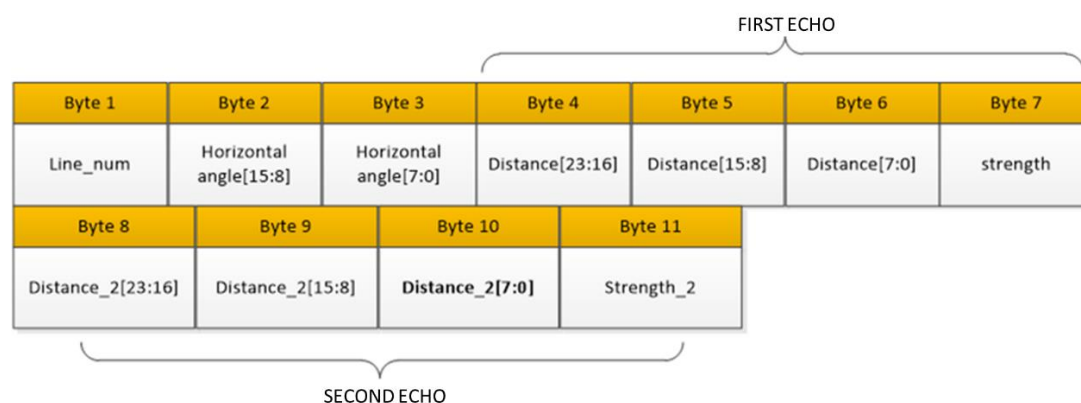 FIRST ECHO
Byte 1 Byte 2 Byte 3 Byte 4 Byte 5 Byte 6 Byte 7
Line_num
Horizontal
angle[15:8]
Horizontal
angle[7:0]
Distance[23:16]
Distance[15:8]
Distance[7:0]
strength
Byte 8 Byte 9 Byte 10 Byte 11
Distance_2[23:16] Distance_2[15:8] Distance_2[7:0] Strength_2
SECOND ECHO